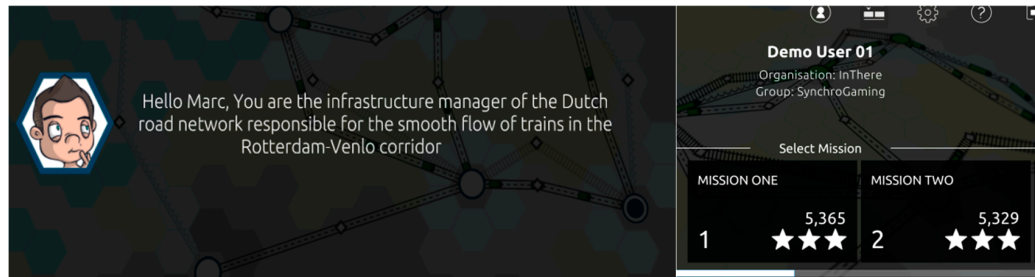 Hello Marc, You are the infrastructure manager of the Dutch
road network responsible for the smooth flow of trains in the
Rotterdam-Venlo corridor
Demo User 01
Organisation: InThere
Group: SynchroGaming
Select Mission
MISSION ONE
5,365
1
MISSION TWO
5,329
2